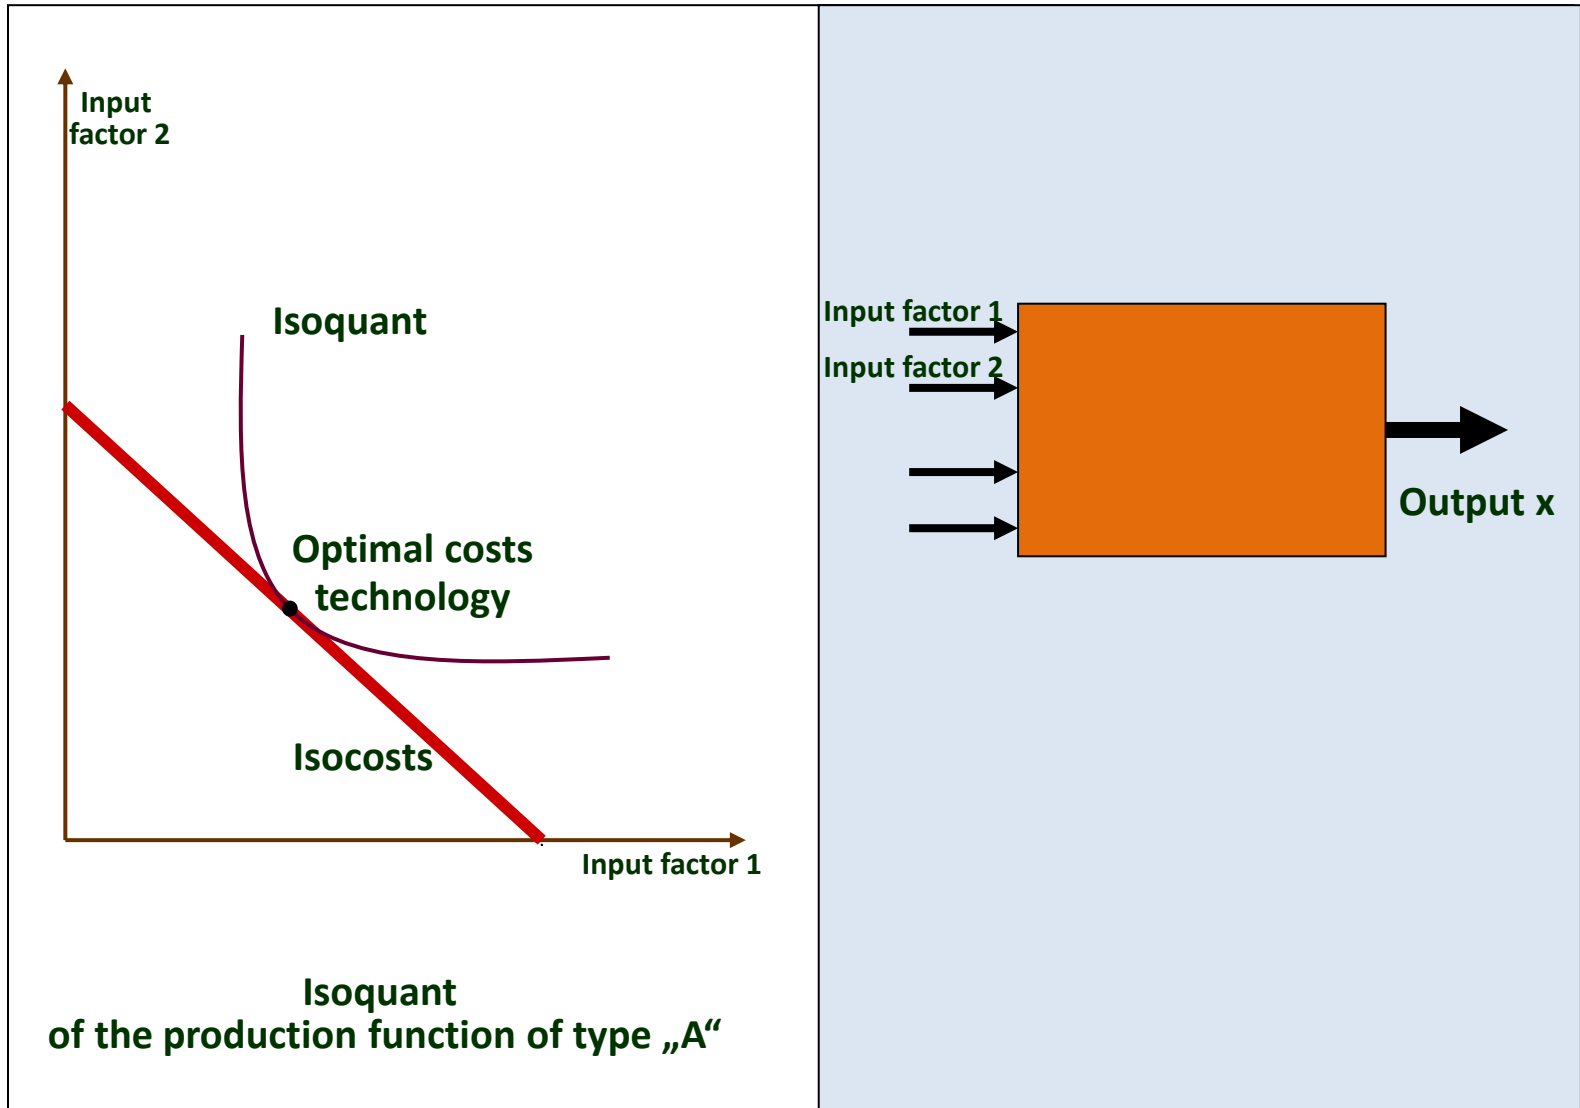 Input
factor 2
Isoquant
Optimal costs
technology
Isocosts
Input factor 1
Isoquant
of the production function of type „A“
Input factor 1
Input factor 2
Output x